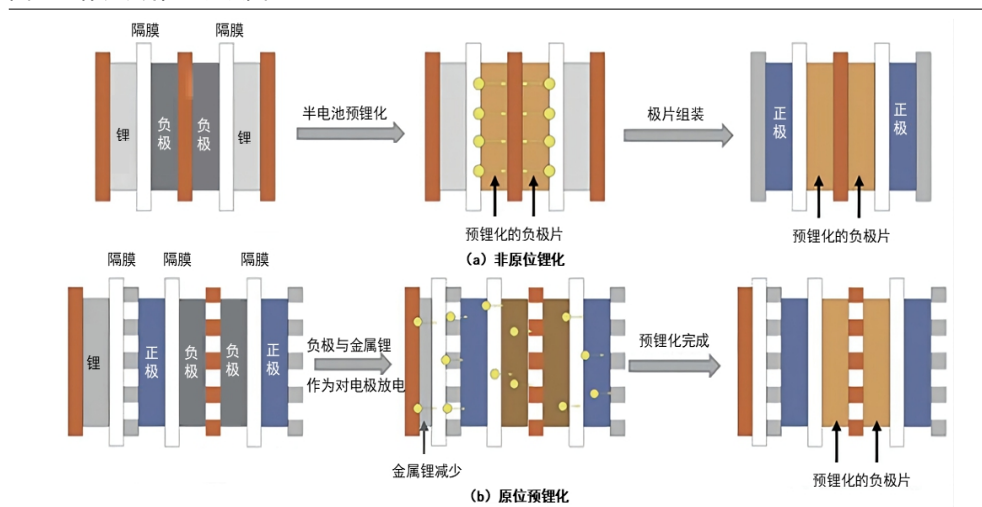 隔膜
隔膜
锂
负极
负极
锂
半电池预锂化
预锂化的负极片
极片组装
正极
正极
预锂化的负极片
(a) 非原位锂化
隔膜
隔膜
隔膜
锂
正极
负极
负极
正极
负极与金属锂
作为对电极放电
金属锂减少
预锂化完成
预锂化的负极片
(b) 原位预锂化